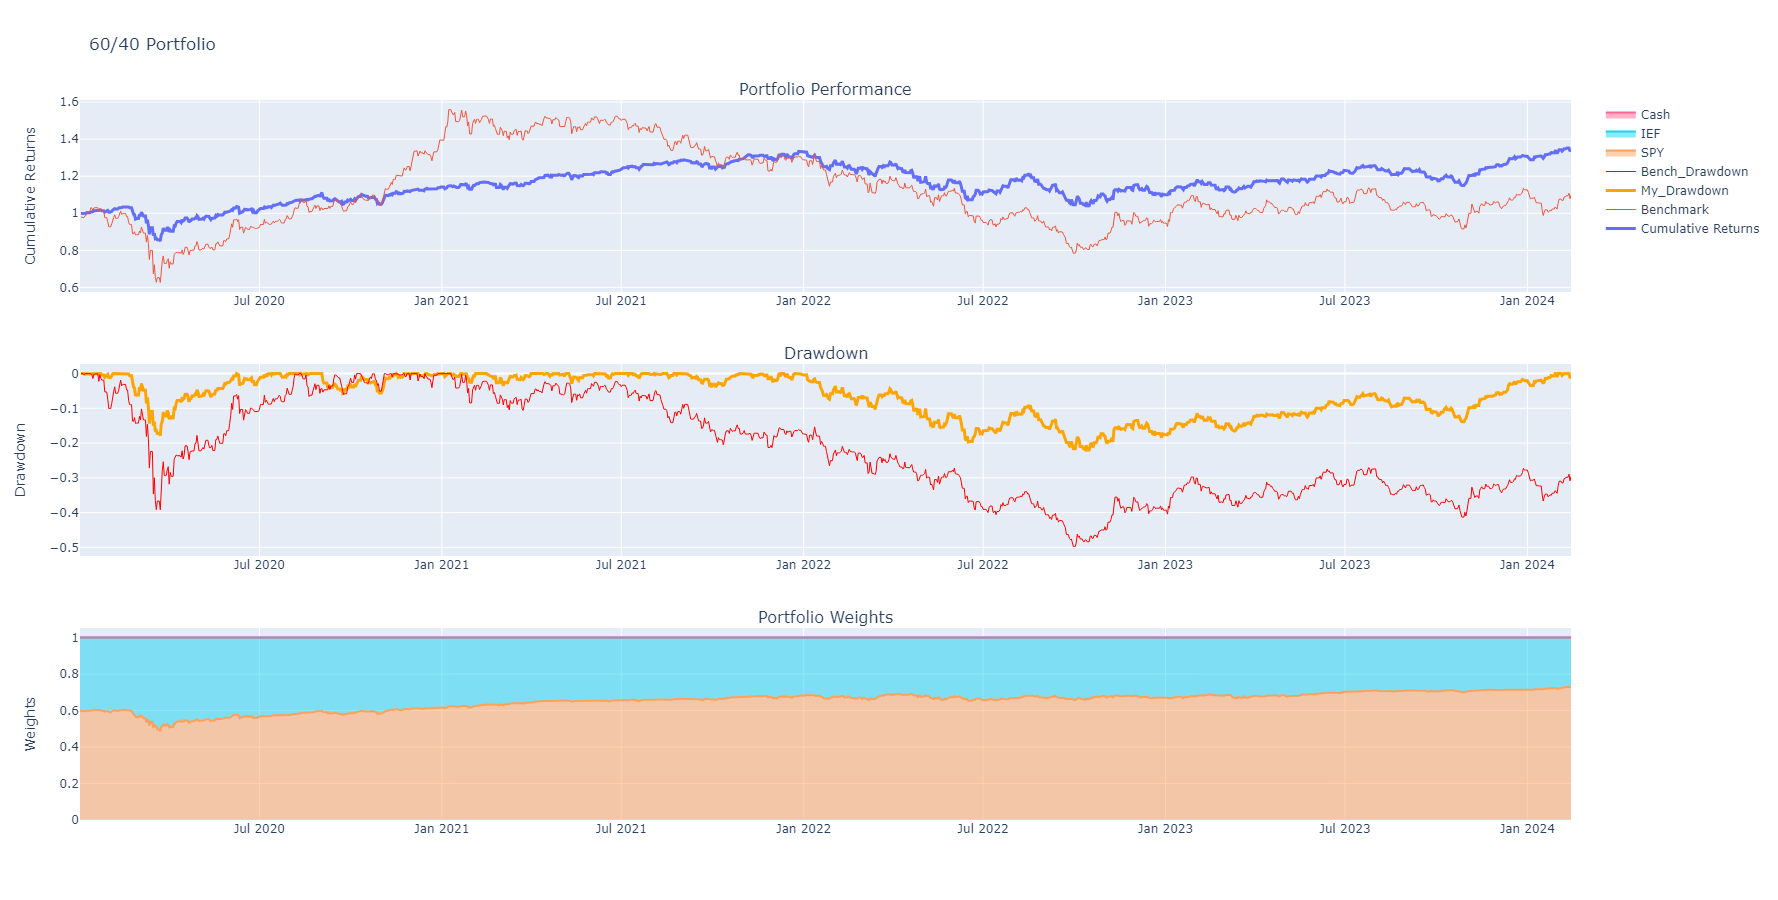 60/40 Portfolio
Portfolio Performance
Cumulative Returns
1.6
1.4
1.2
1
0.8
0.6
Jul 2020 Jan 2021 Jul 2021 Jan 2022 Jul 2022 Jan 2023 Jul 2023 Jan 2024
Cash
IEF
SPY
Bench_Drawdown
My_Drawdown
Benchmark
Cumulative Returns
Drawdown
Drawdown
0
−0.1
−0.2
−0.3
−0.4
−0.5
Jul 2020 Jan 2021 Jul 2021 Jan 2022 Jul 2022 Jan 2023 Jul 2023 Jan 2024
Portfolio Weights
Weights
1
0.8
0.6
0.4
0.2
0
Jul 2020 Jan 2021 Jul 2021 Jan 2022 Jul 2022 Jan 2023 Jul 2023 Jan 2024